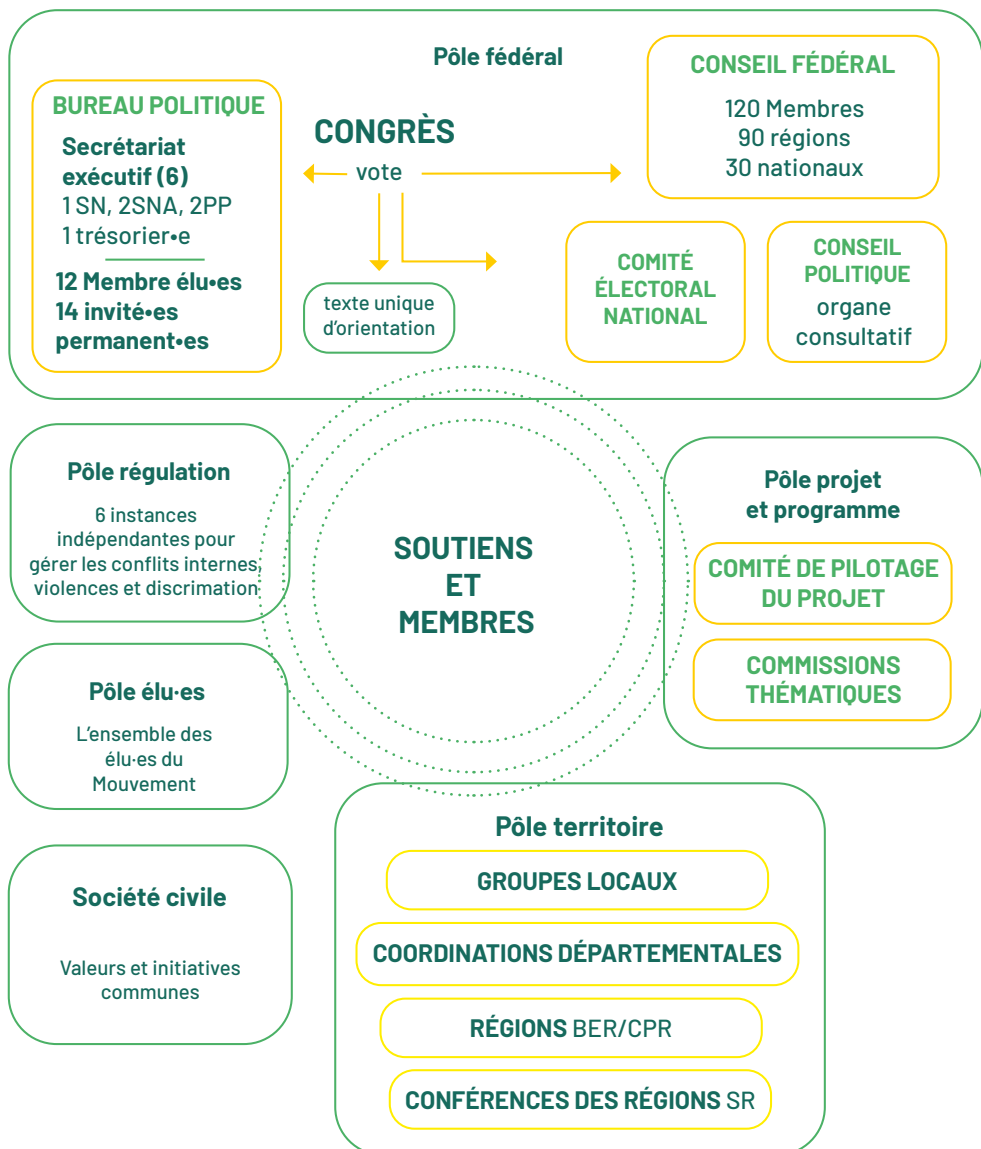 Pôle fédéral
BUREAU POLITIQUE
Secrétariat
exécutif (6)
1 SN, 2SNA, 2PP
1 trésorier•e
12 Membre élu•es
14 invité•es
permanent•es
CONGRÈS
vote
texte unique
d'orientation
CONSEIL FÉDÉRAL
120 Membres
90 régions
30 nationaux
COMITÉ
ÉLECTORAL
NATIONAL
CONSEIL
POLITIQUE
organe
consultatif
Pôle régulation
6 instances
indépendantes pour
gérer les conflits internes,
violences et discrimation
SOUTIENS
ET
MEMBRES
Pôle projet
et programme
COMITÉ DE PILOTAGE
DU PROJET
COMMISSIONS
THÉMATIQUES
Pôle élu·es
L'ensemble des
élu·es du
Mouvement
Société civile
Valeurs et initiatives
communes
Pôle territoire
GROUPES LOCAUX
COORDINATIONS DÉPARTEMENTALES
RÉGIONS BER/CPR
CONFÉRENCES DES RÉGIONS SR